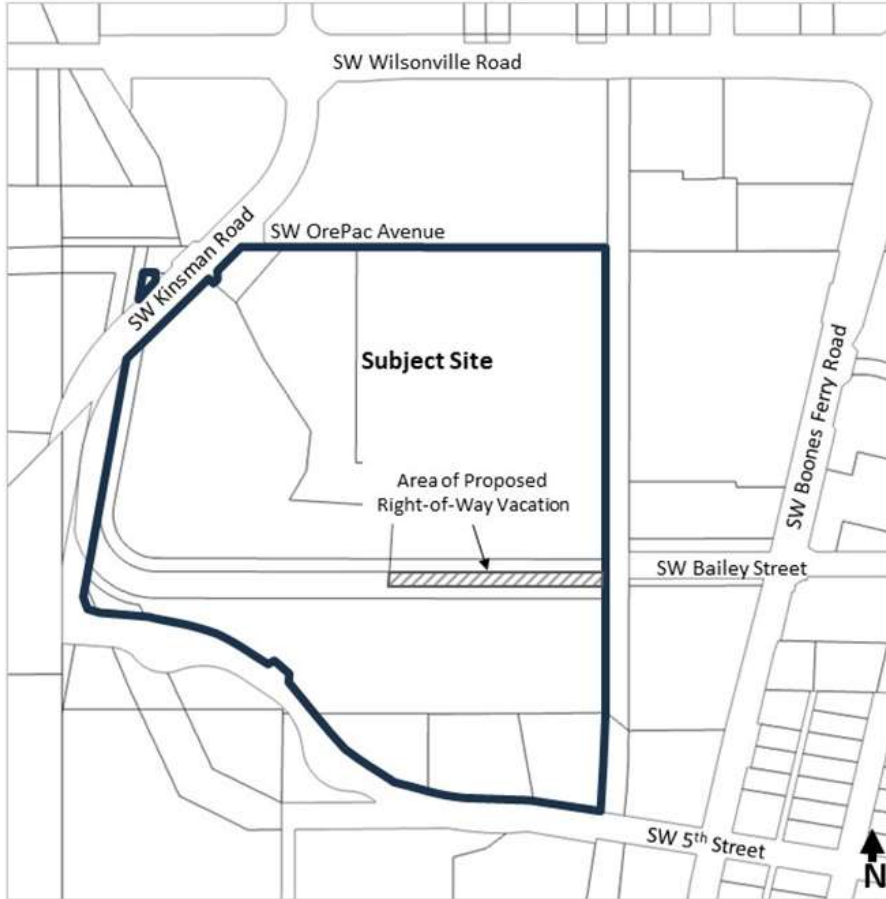 SW Wilsonville Road
SW OrePac Avenue
SW Kinsman Road
Subject Site
SW Boones Ferry Road
Area of Proposed
Right-of-Way Vacation
SW Bailey Street
SW 5th Street
N